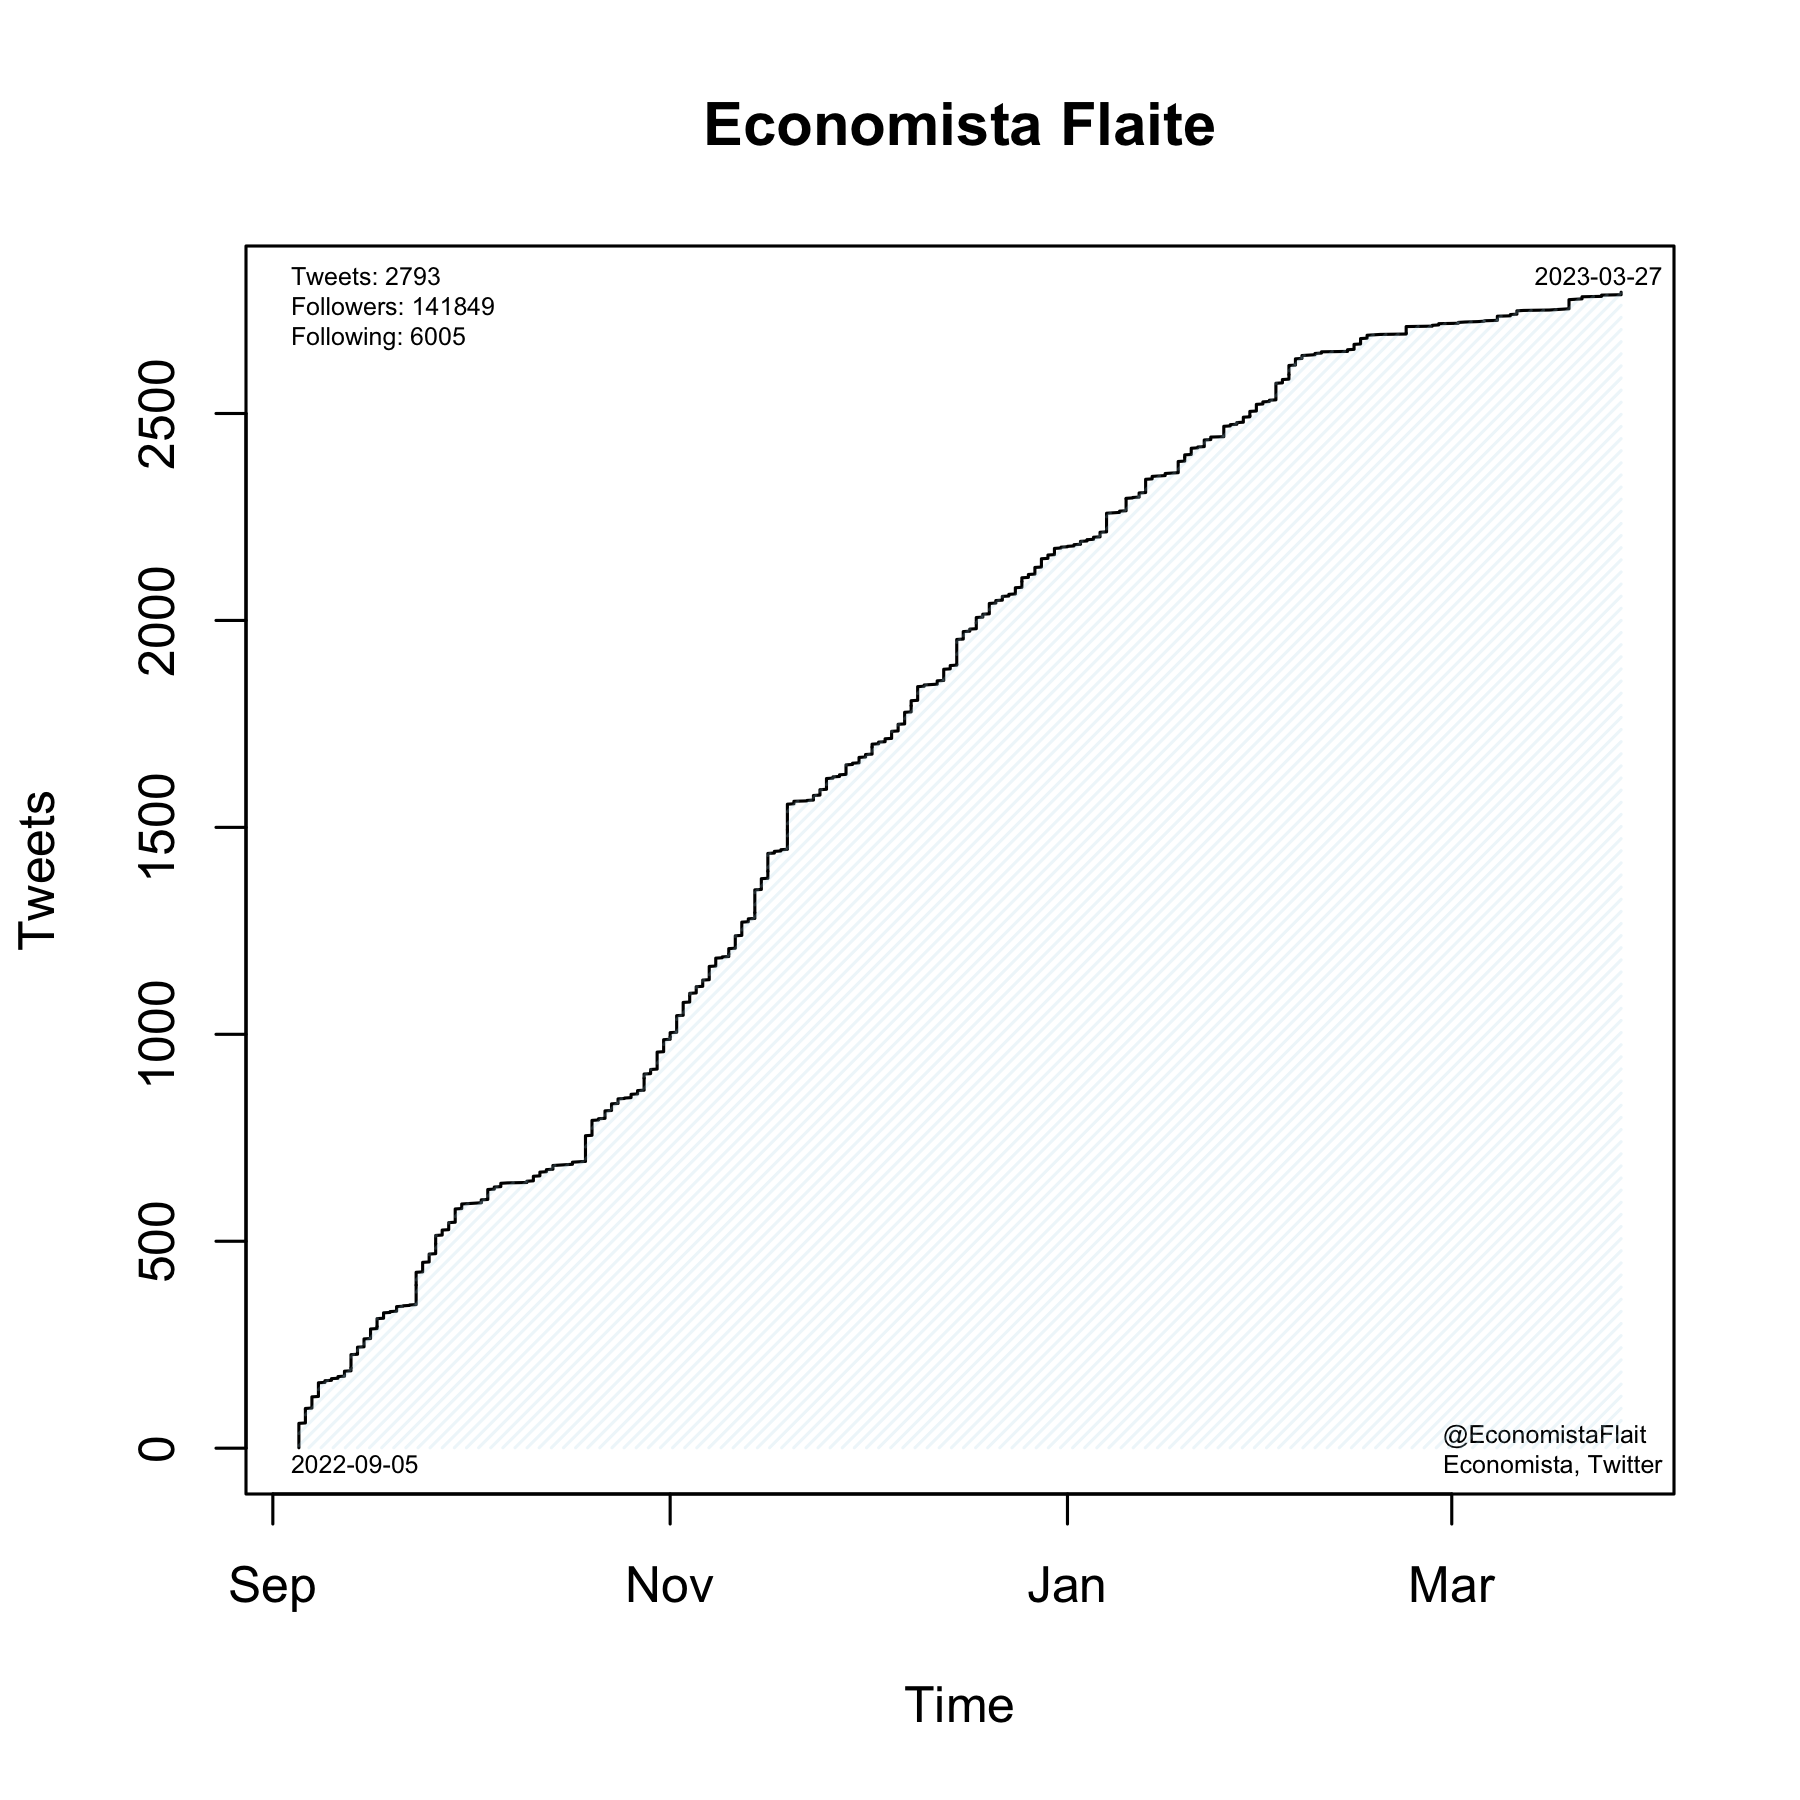 Economista Flaite
Tweets: 2793
Followers: 141849
Following: 6005
2023-03-27
2500
2000
1500
1000
500
0
Tweets
2022-09-05
@EconomistaFlait
Economista, Twitter
Sep
Nov
Jan
Mar
Time